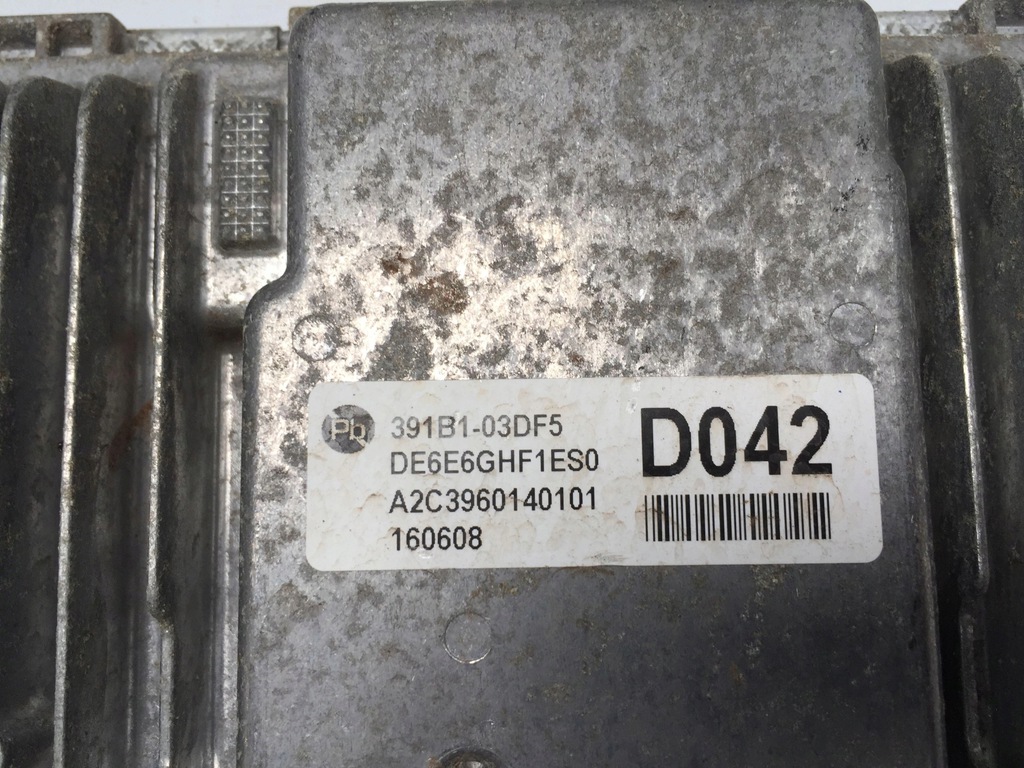 Pb 391B1-03DF5
DE6E6GHF1ES0
A2C3960140101
160608
D042